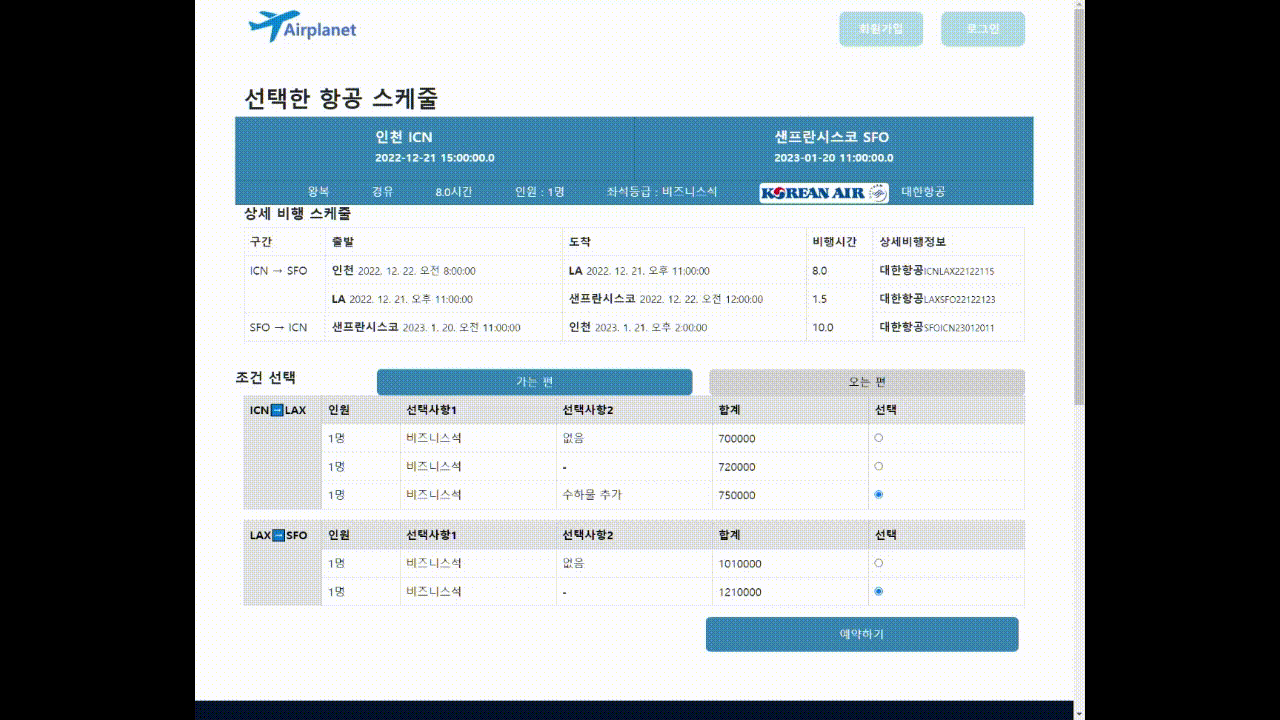 Airplanet 회원가입 로그인
선택한 항공 스케줄
인천 ICN 샌프란시스코 SFO
2022-12-21 15:00:00.0 2023-01-20 11:00:00.0
왕복 경유 8.0시간 인원 : 1명 좌석등급 : 비즈니스석 KOREAN AIR 대한항공
상세 비행 스케줄
구간 출발 도착 비행시간 상세비행정보
ICN → SFO 인천 2022. 12. 22. 오전 8:00:00 LA 2022. 12. 21. 오후 11:00:00 8.0 대한항공ICNLAX22122115
LA 2022. 12. 21. 오후 11:00:00 샌프란시스코 2022. 12. 22. 오전 12:00:00 1.5 대한항공LAXSFO22122123
SFO → ICN 샌프란시스코 2023. 1. 20. 오전 11:00:00 인천 2023. 1. 21. 오후 2:00:00 10.0 대한항공SFOICN23012011
조건 선택 가는 편 오는 편
ICN→LAX 인원 선택사항1 선택사항2 합계 선택
1명 비즈니스석 없음 700000
1명 비즈니스석 - 720000
1명 비즈니스석 수하물 추가 750000
LAX→SFO 인원 선택사항1 선택사항2 합계 선택
1명 비즈니스석 없음 1010000
1명 비즈니스석 - 1210000
예약하기